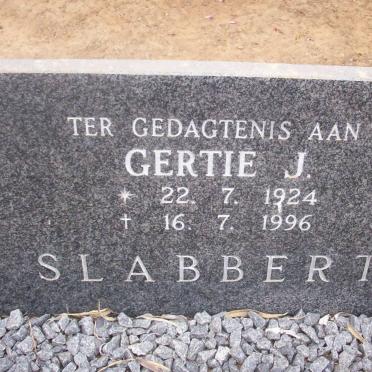 TER GEDAGTENIS AAN
GERTIE J.
* 22. 7. 1924
† 16. 7. 1996
SLABBERT